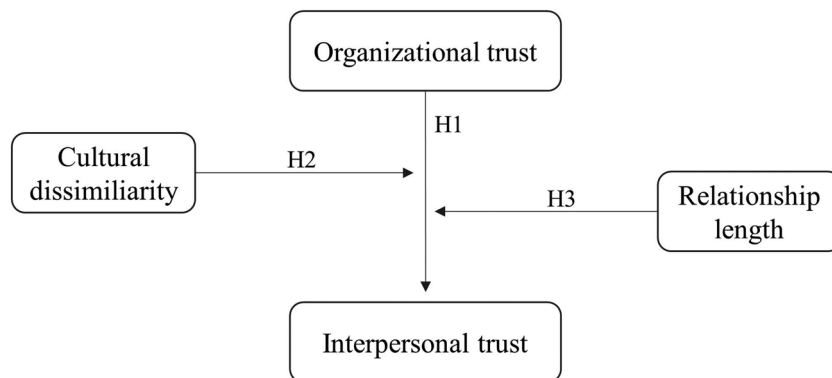 Organizational trust
H1
Cultural
dissimiliarity
H2
H3
Relationship
length
Interpersonal trust